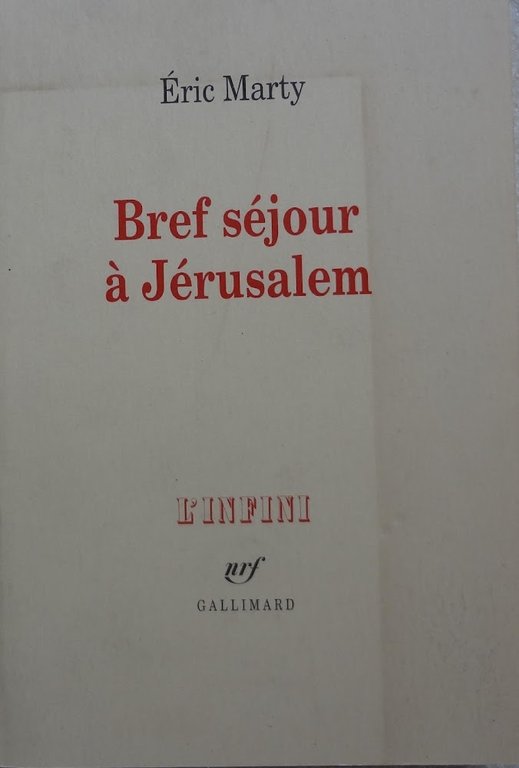 Éric Marty
Bref séjour
à Jérusalem
L'INFINI
nrf
GALLIMARD